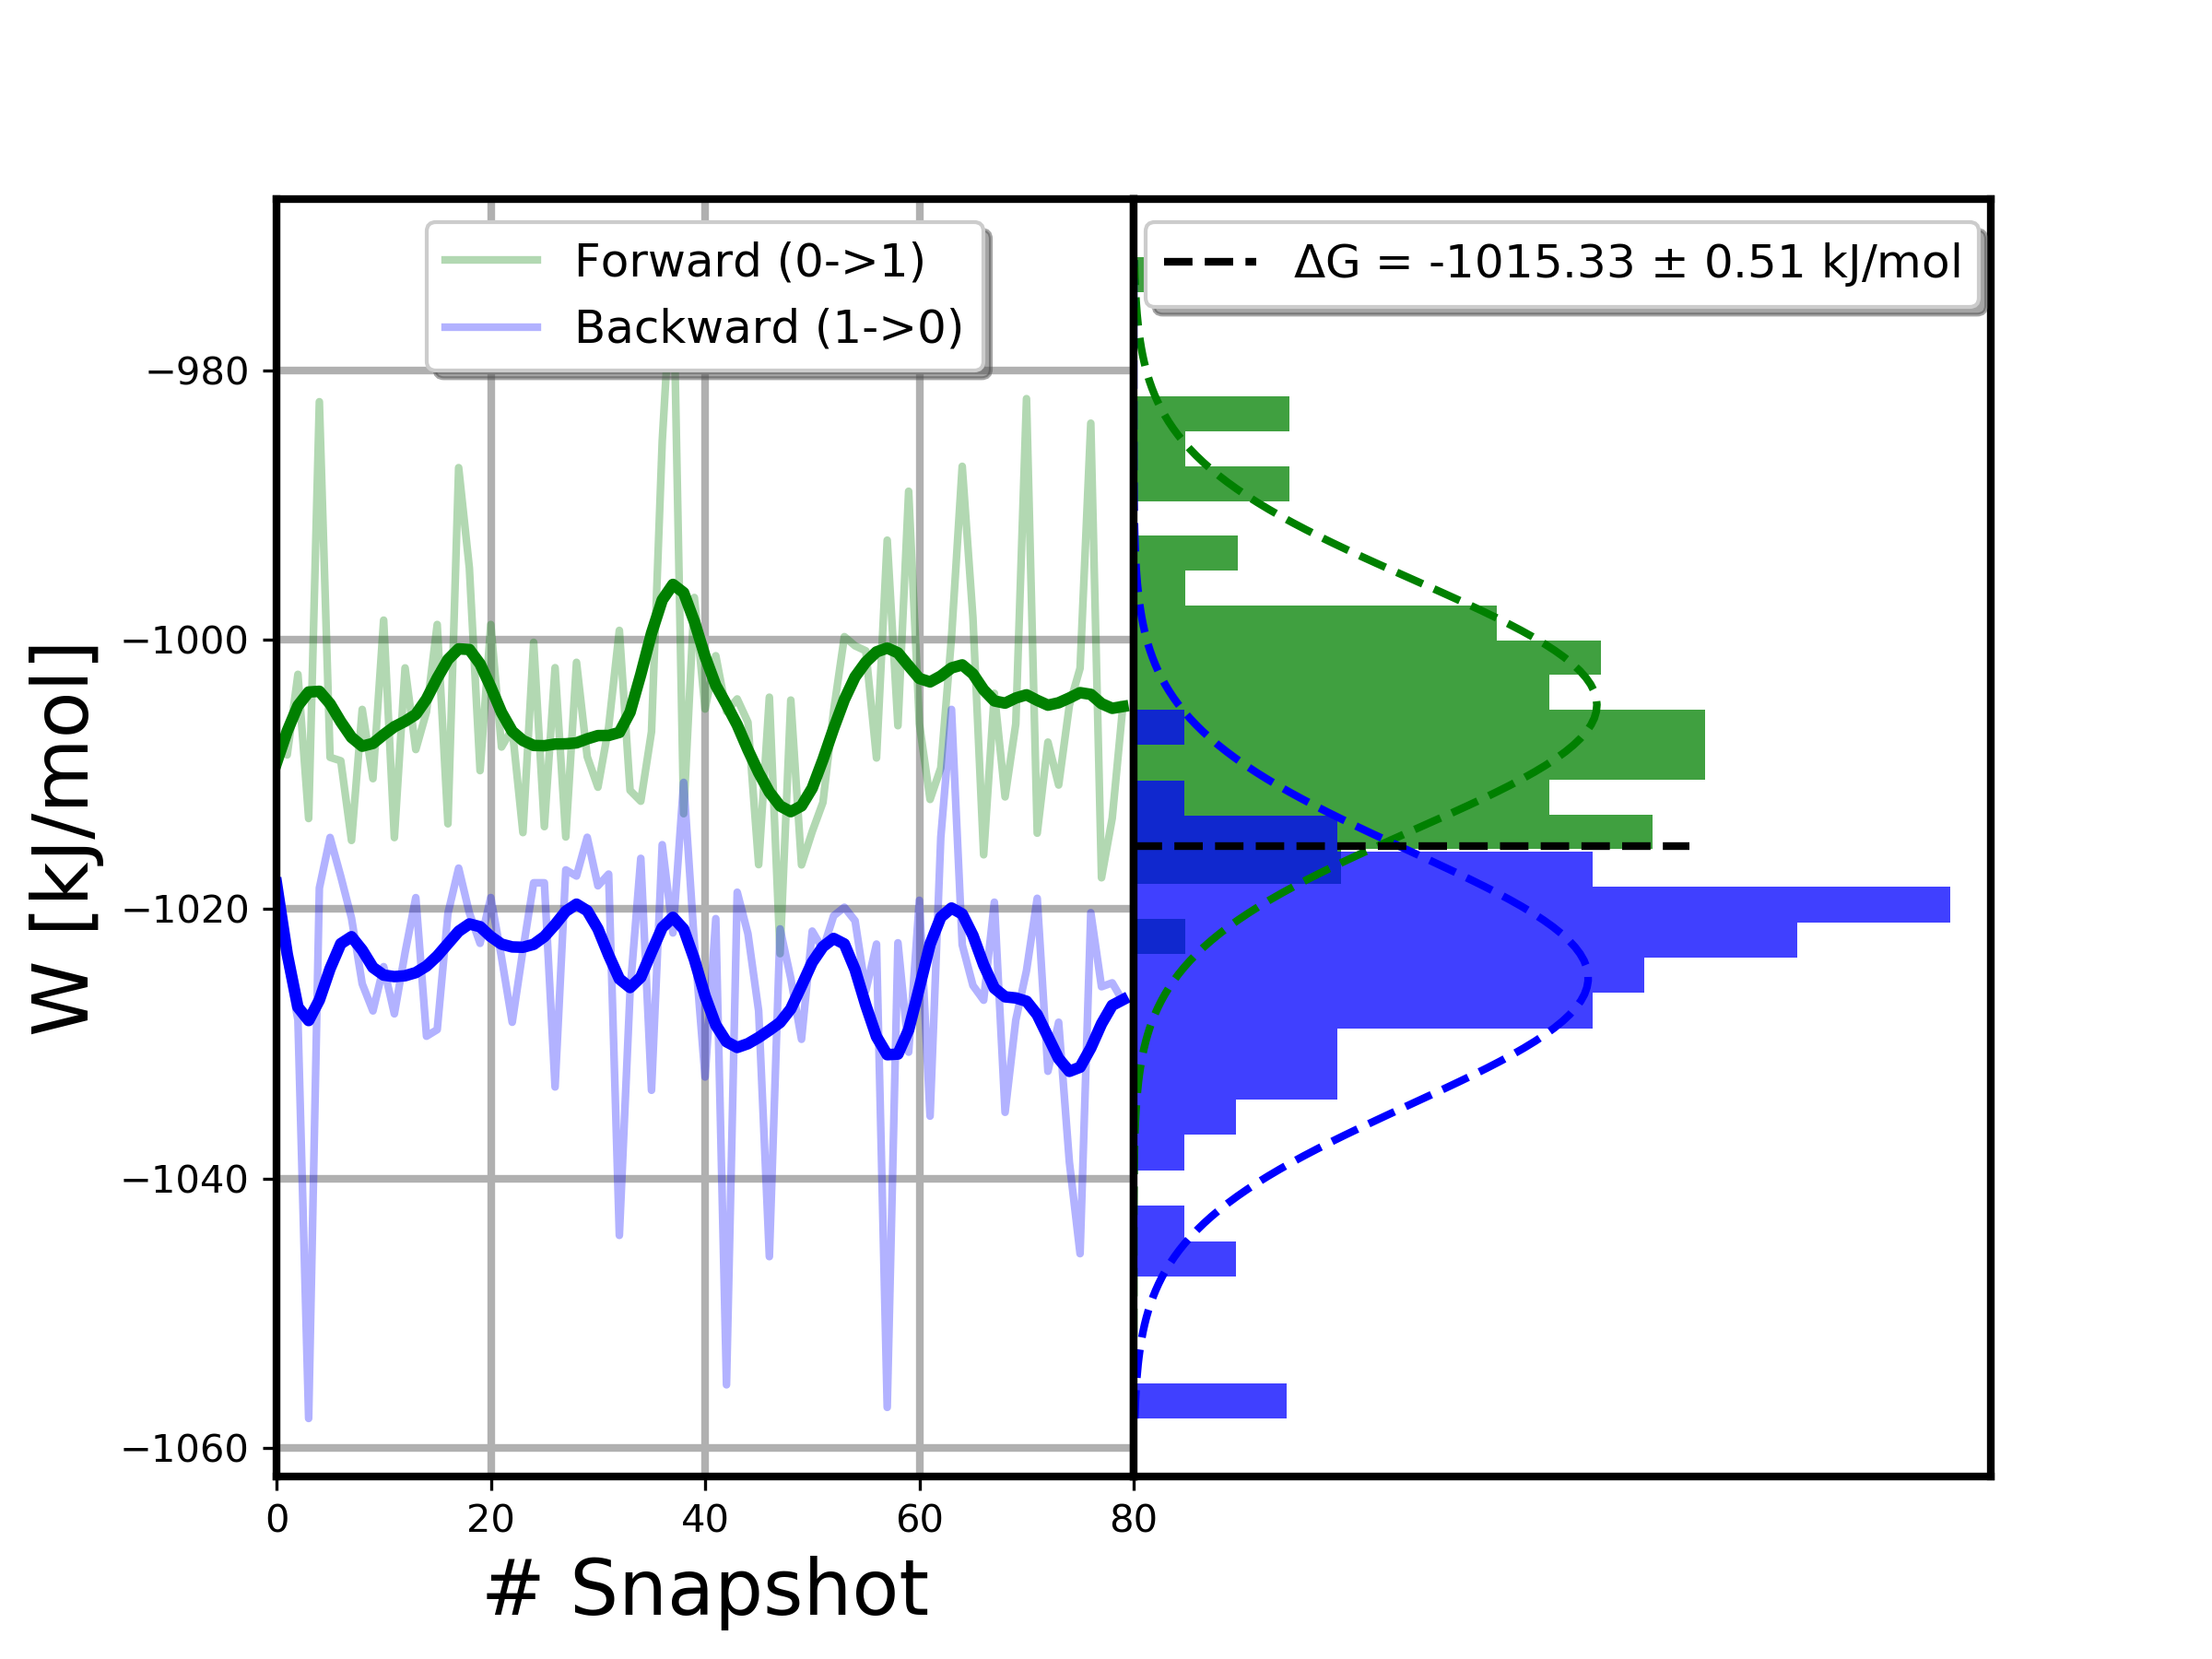 Forward (0->1)
Backward (1->0)
ΔG = -1015.33 ± 0.51 kJ/mol
W [kJ/mol]
−980
−1000
−1020
−1040
−1060
0 20 40 60 80
# Snapshot